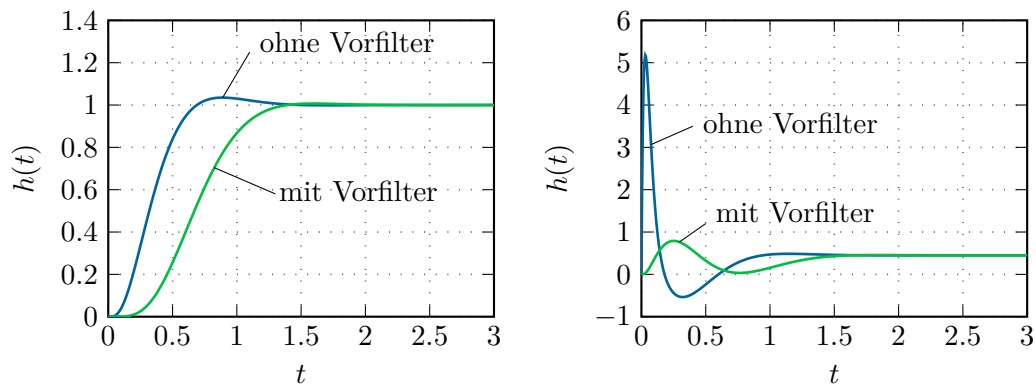 1.4
1.2
1
0.8
0.6
0.4
0.2
0
h(t)
ohne Vorfilter
mit Vorfilter
0 0.5 1 1.5 2 2.5 3
t
6
5
4
3
2
1
0
−1
h(t)
ohne Vorfilter
mit Vorfilter
0 0.5 1 1.5 2 2.5 3
t